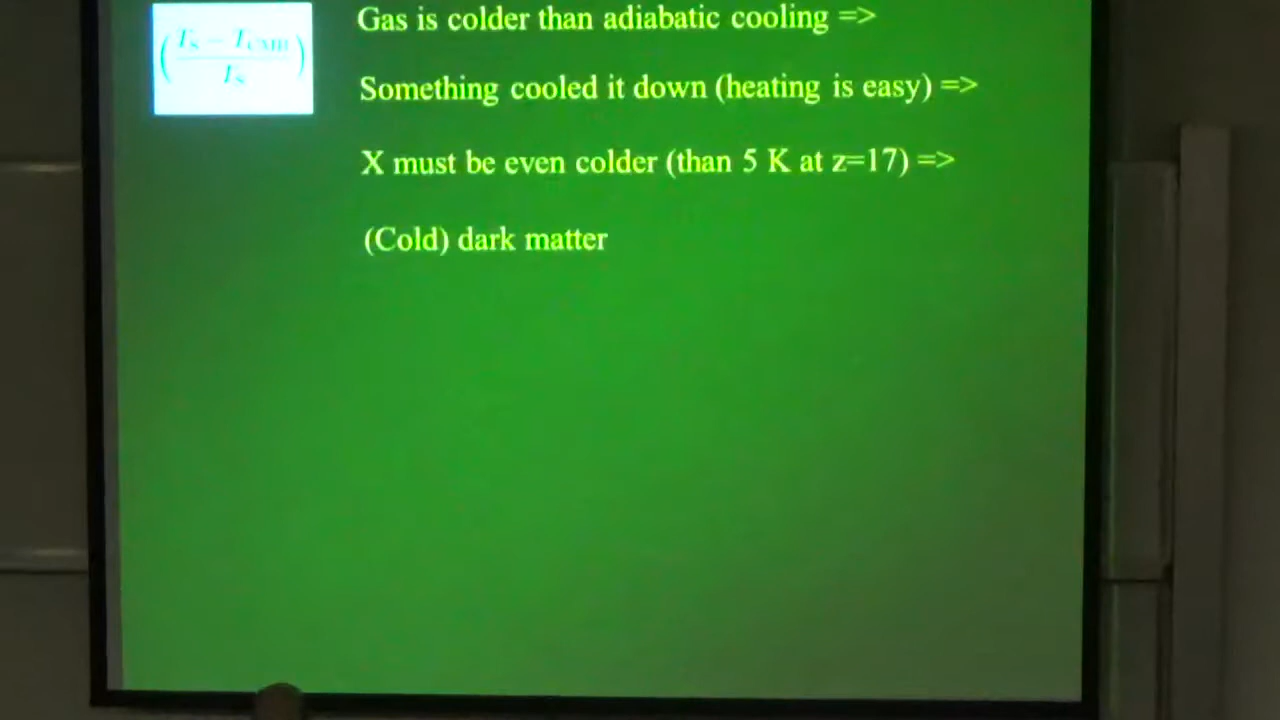 Gas is colder than adiabatic cooling =>
Something cooled it down (heating is easy) =>
X must be even colder (than 5 K at z=17) =>
(Cold) dark matter